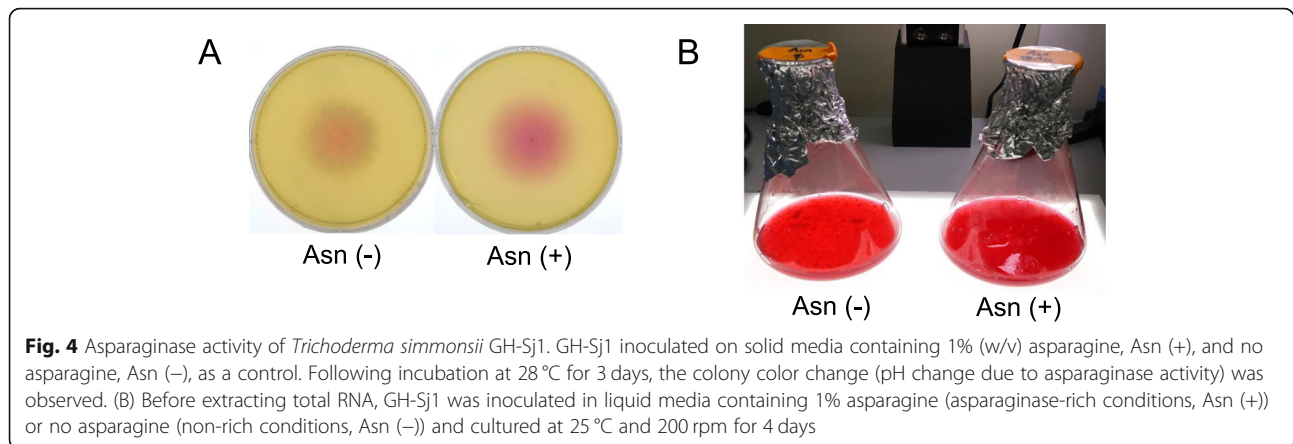 A
B
Asn (-)
Asn (+)
Asn (-)
Asn (+)
Fig. 4 Asparaginase activity of Trichoderma simmonsii GH-Sj1. GH-Sj1 inoculated on solid media containing 1% (w/v) asparagine, Asn (+), and no
asparagine, Asn (−), as a control. Following incubation at 28 °C for 3 days, the colony color change (pH change due to asparaginase activity) was
observed. (B) Before extracting total RNA, GH-Sj1 was inoculated in liquid media containing 1% asparagine (asparaginase-rich conditions, Asn (+))
or no asparagine (non-rich conditions, Asn (−)) and cultured at 25 °C and 200 rpm for 4 days